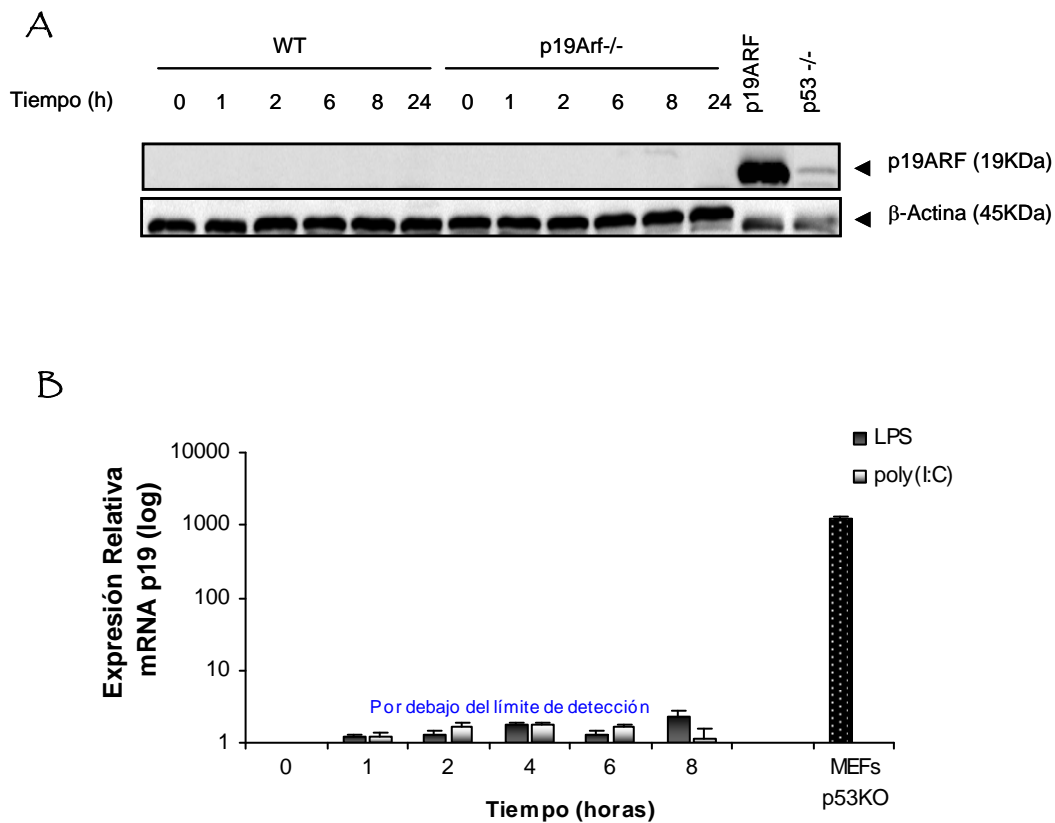 A
WT
p19Arf-/-
p19ARF
p53 -/-
Tiempo (h)
0 1 2 6 8 24 0 1 2 6 8 24
p19ARF (19KDa)
β-Actina (45KDa)
B
LPS
poly(I:C)
Expresión Relativa
mRNA p19 (log)
10000
1000
100
10
1
Por debajo del límite de detección
0 1 2 4 6 8 MEFs
p53KO
Tiempo (horas)